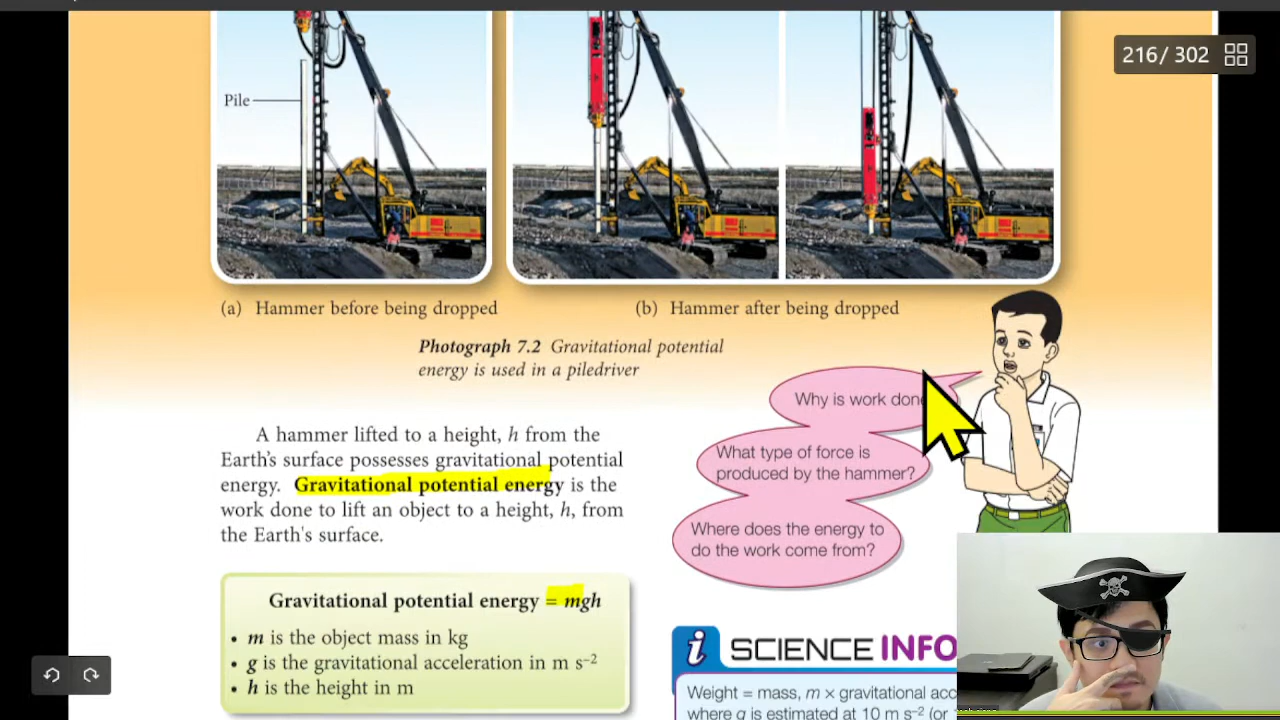 216/ 302
Pile
(a) Hammer before being dropped
(b) Hammer after being dropped
Photograph 7.2 Gravitational potential
energy is used in a piledriver
Why is work don
What type of force is
produced by the hammer?
Where does the energy to
do the work come from?
A hammer lifted to a height, h from the
Earth's surface possesses gravitational potential
energy. Gravitational potential energy is the
work done to lift an object to a height, h, from
the Earth's surface.
Gravitational potential energy = mgh
• m is the object mass in kg
• g is the gravitational acceleration in m s⁻²
• h is the height in m
i SCIENCE INFO
Weight = mass, m × gravitational acc
where g is estimated at 10 m s⁻² (or